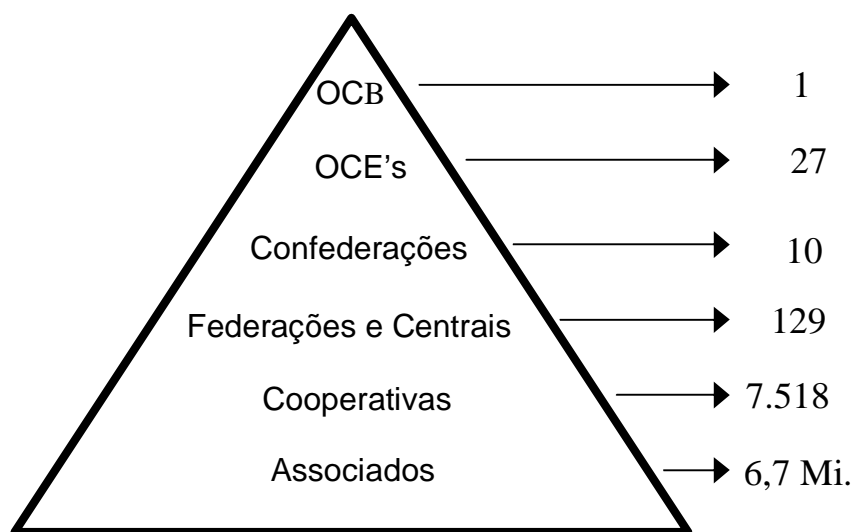 OCB 1
OCE's 27
Confederações 10
Federações e Centrais 129
Cooperativas 7.518
Associados 6,7 Mi.